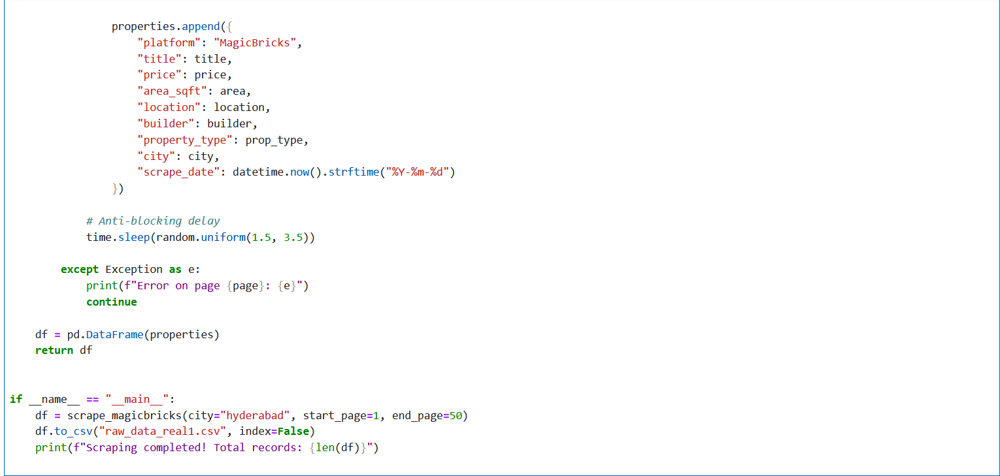 properties.append({
"platform": "MagicBricks",
"title": title,
"price": price,
"area_sqft": area,
"location": location,
"builder": builder,
"property_type": prop_type,
"city": city,
"scrape_date": datetime.now().strftime("%Y-%m-%d")
})
# Anti-blocking delay
time.sleep(random.uniform(1.5, 3.5))
except Exception as e:
print(f"Error on page {page}: {e}")
continue
df = pd.DataFrame(properties)
return df
if __name__ == "__main__":
df = scrape_magicbricks(city="hyderabad", start_page=1, end_page=50)
df.to_csv("raw_data_real1.csv", index=False)
print(f"Scraping completed! Total records: {len(df)}")